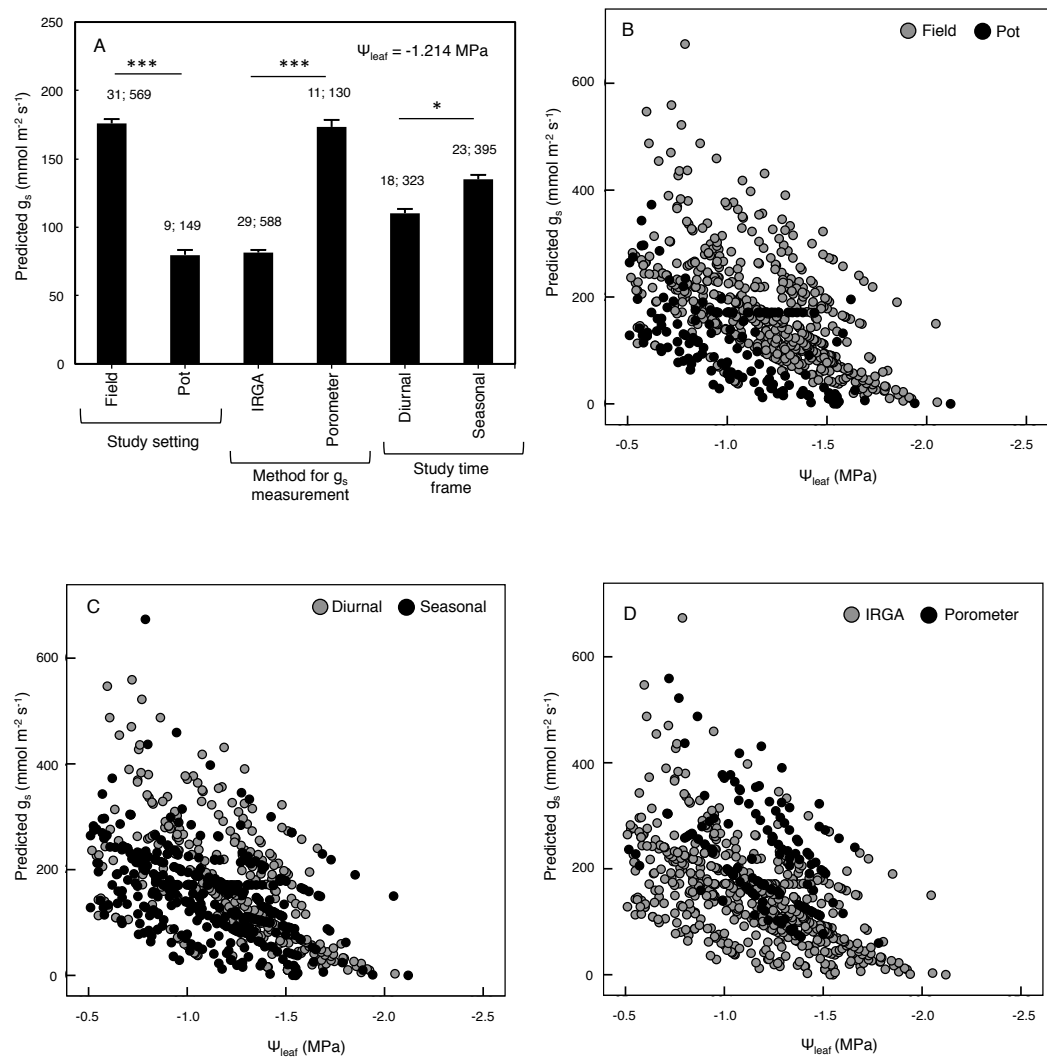 A
Ψleaf = -1.214 MPa
250
200
150
100
50
0
Predicted gs (mmol m-2 s-1)
***
***
*
31; 569
9; 149
29; 588
11; 130
18; 323
23; 395
Field
Pot
IRGA
Porometer
Diurnal
Seasonal
Study setting
Method for gs
measurement
Study time
frame
B
Field
Pot
600
400
200
0
Predicted gs (mmol m-2 s-1)
-0.5 -1.0 -1.5 -2.0 -2.5
Ψleaf (MPa)
C
Diurnal
Seasonal
600
400
200
0
Predicted gs (mmol m-2 s-1)
-0.5 -1.0 -1.5 -2.0 -2.5
Ψleaf (MPa)
D
IRGA
Porometer
600
400
200
0
Predicted gs (mmol m-2 s-1)
-0.5 -1.0 -1.5 -2.0 -2.5
Ψleaf (MPa)